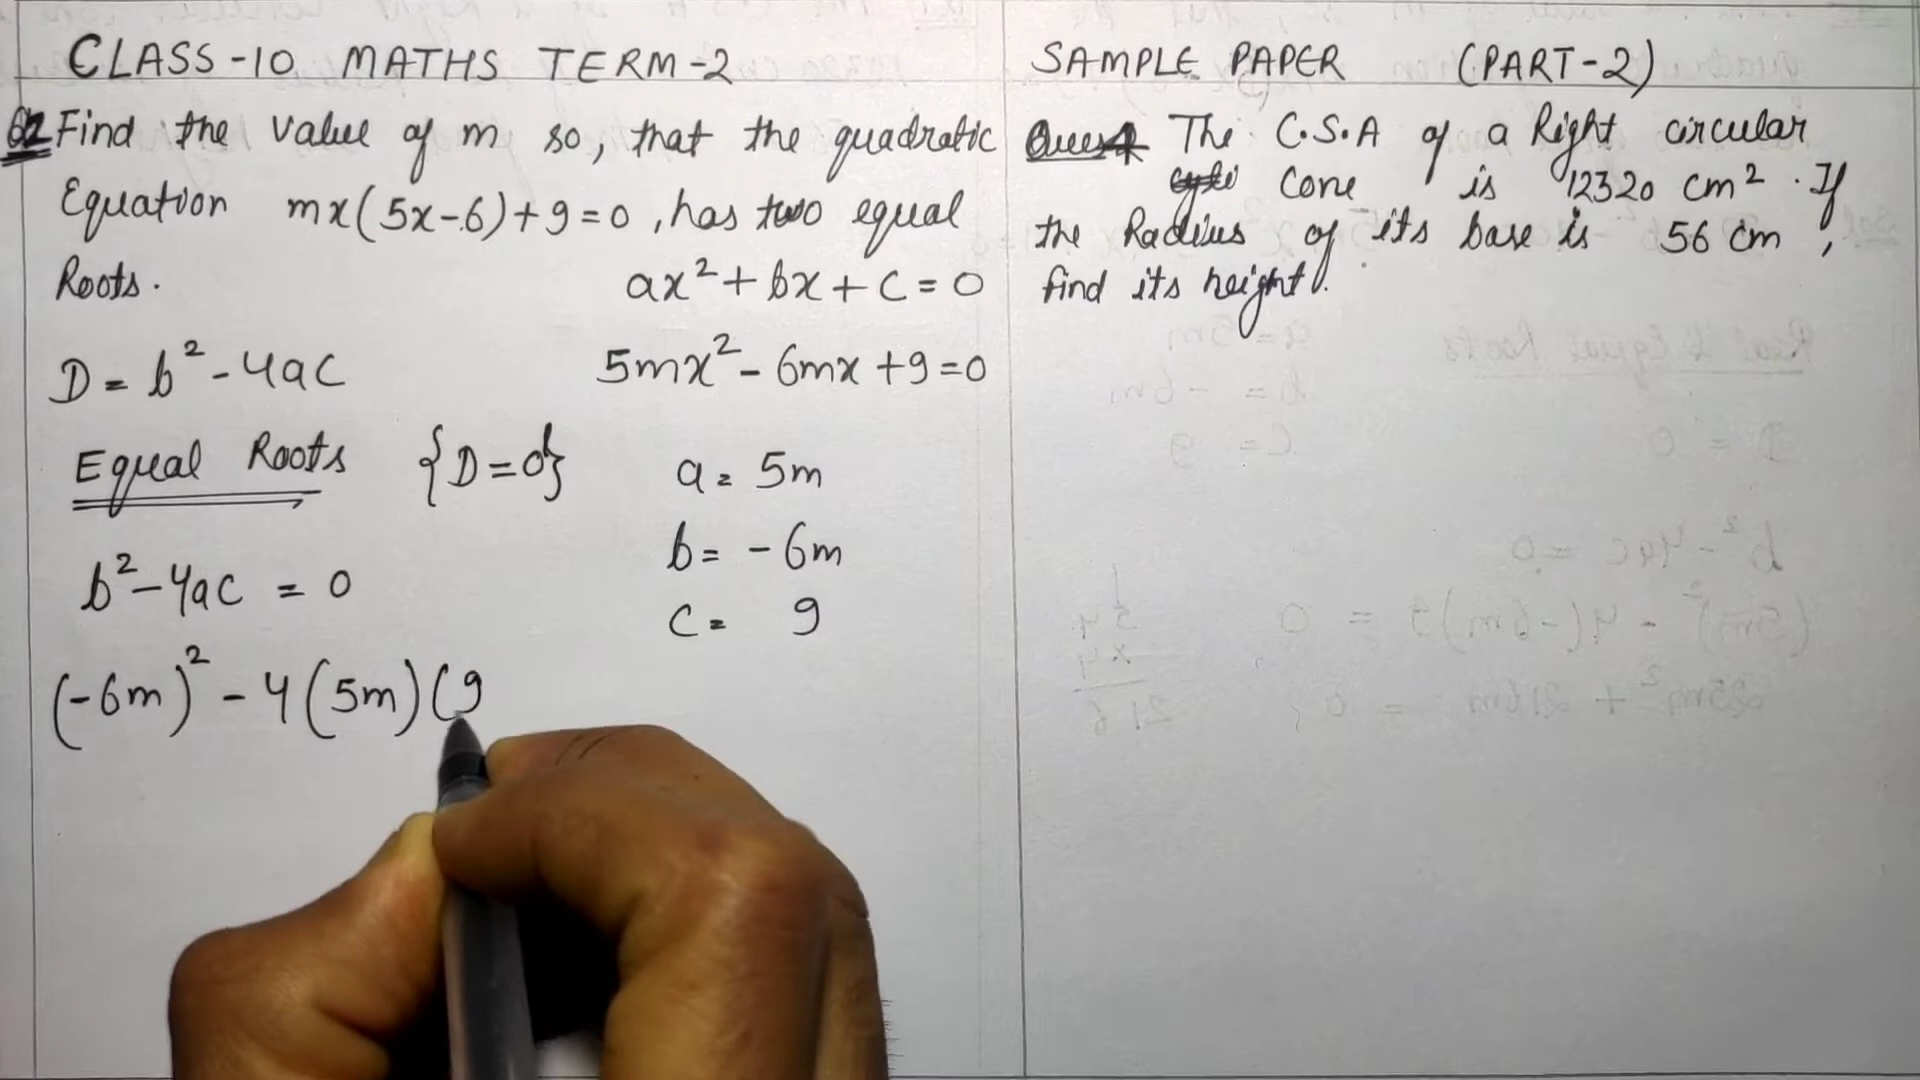 CLASS-10 MATHS TERM-2
Q2 Find the value of m so, that the quadratic
Equation mx(5x-6)+9=0, has two equal
Roots.
ax²+bx+c=0
D=b²-4ac
5mx²-6mx+9=0
Equal Roots {D=0}
a=5m
b=-6m
c=9
b²-4ac=0
(-6m)²-4(5m)(9
SAMPLE PAPER (PART-2)
The C.S.A of a Right circular
Cone is 12320 cm². If
the Radius of its base is 56 cm,
find its height.